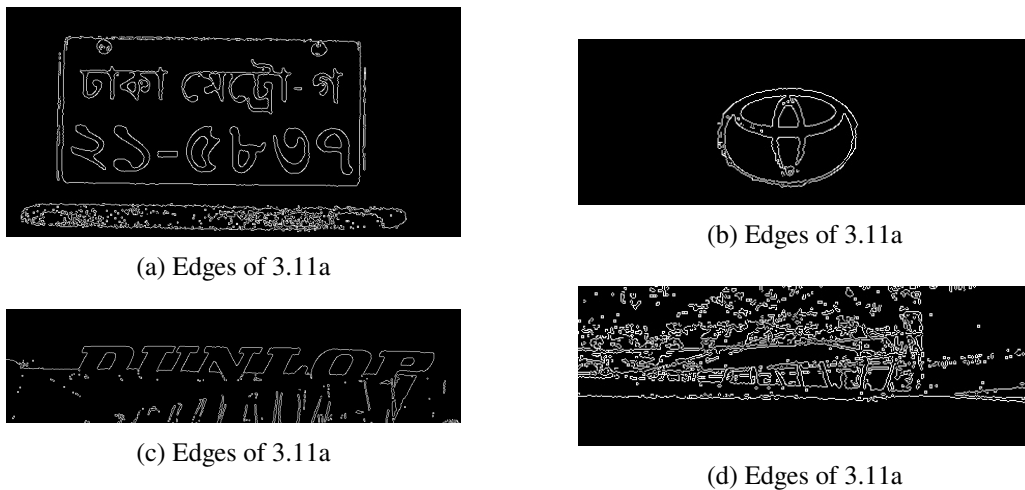 ঢাকা মেট্রো-গ
২১-৫৮৩৭
(a) Edges of 3.11a
(b) Edges of 3.11a
DUNLOP
(c) Edges of 3.11a
(d) Edges of 3.11a